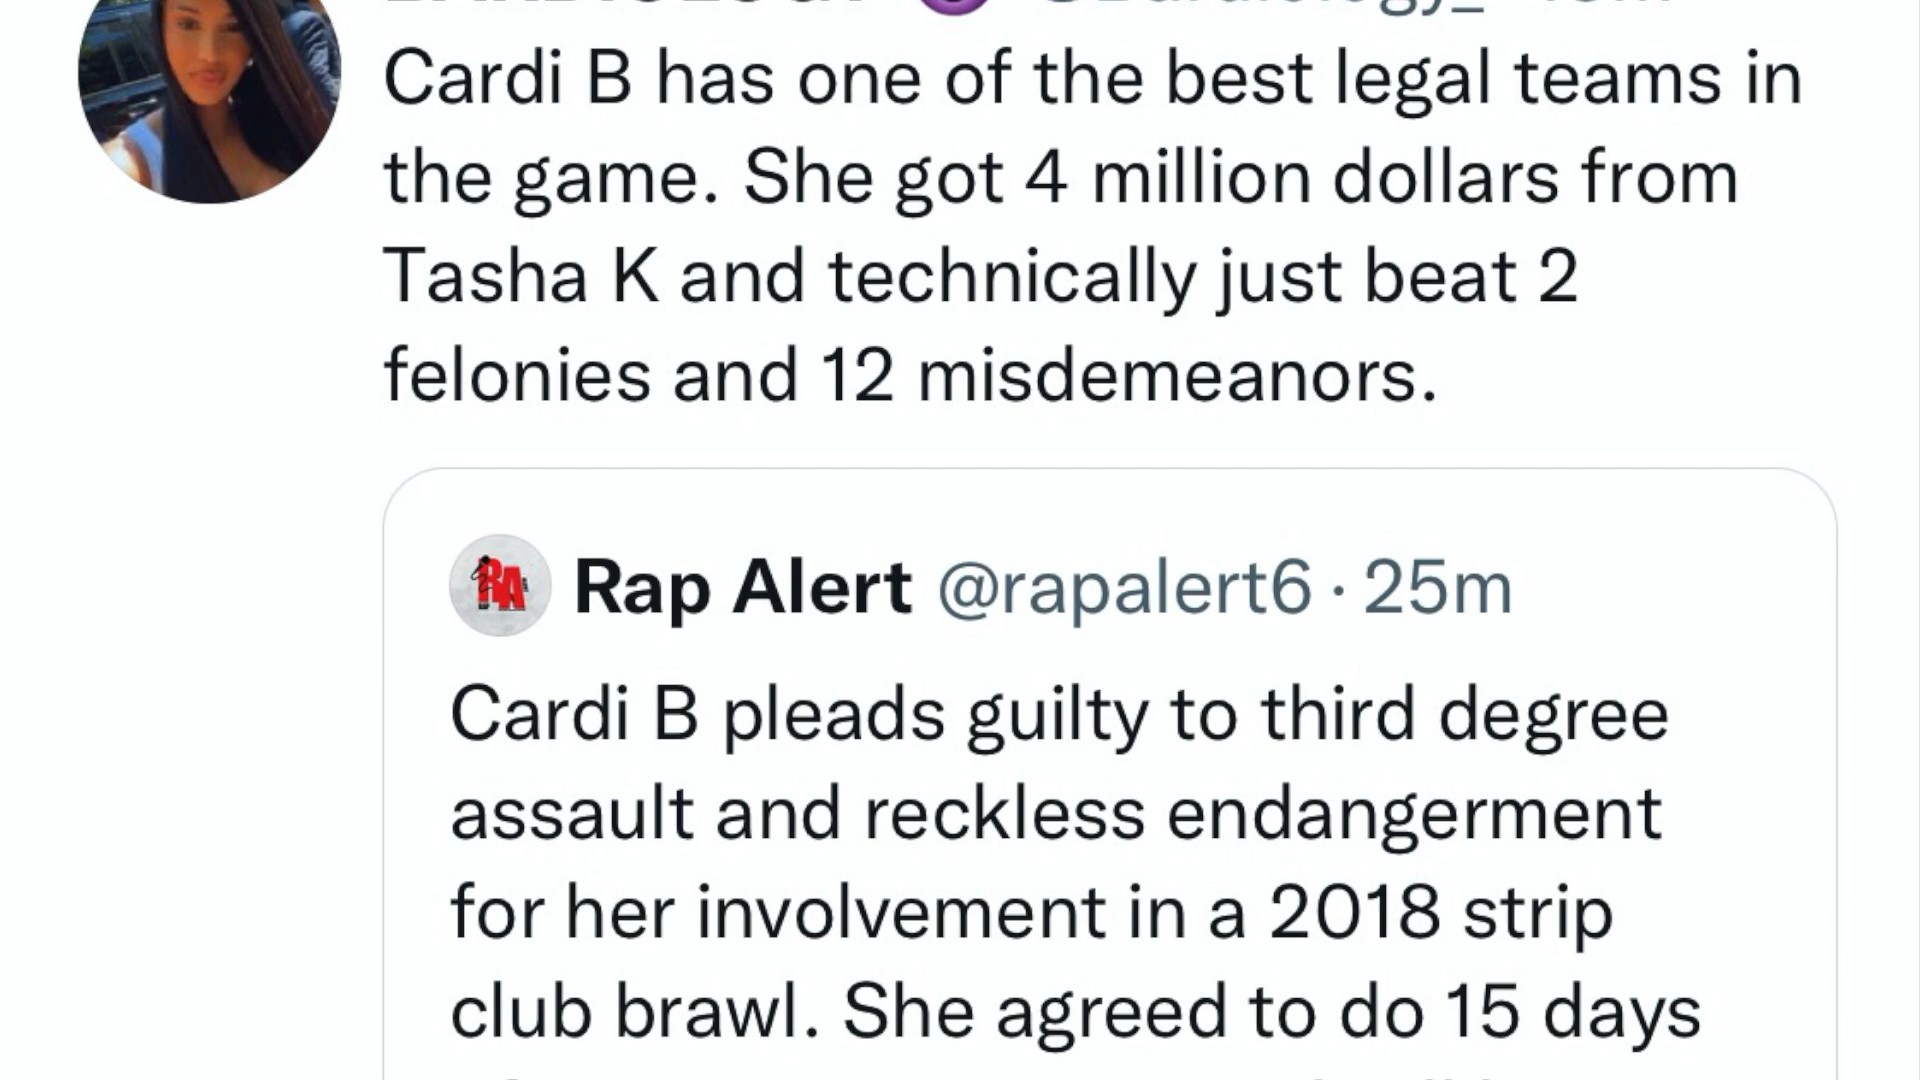 Cardi B has one of the best legal teams in
the game. She got 4 million dollars from
Tasha K and technically just beat 2
felonies and 12 misdemeanors.
RA
Rap Alert @rapalert6 · 25m
Cardi B pleads guilty to third degree
assault and reckless endangerment
for her involvement in a 2018 strip
club brawl. She agreed to do 15 days